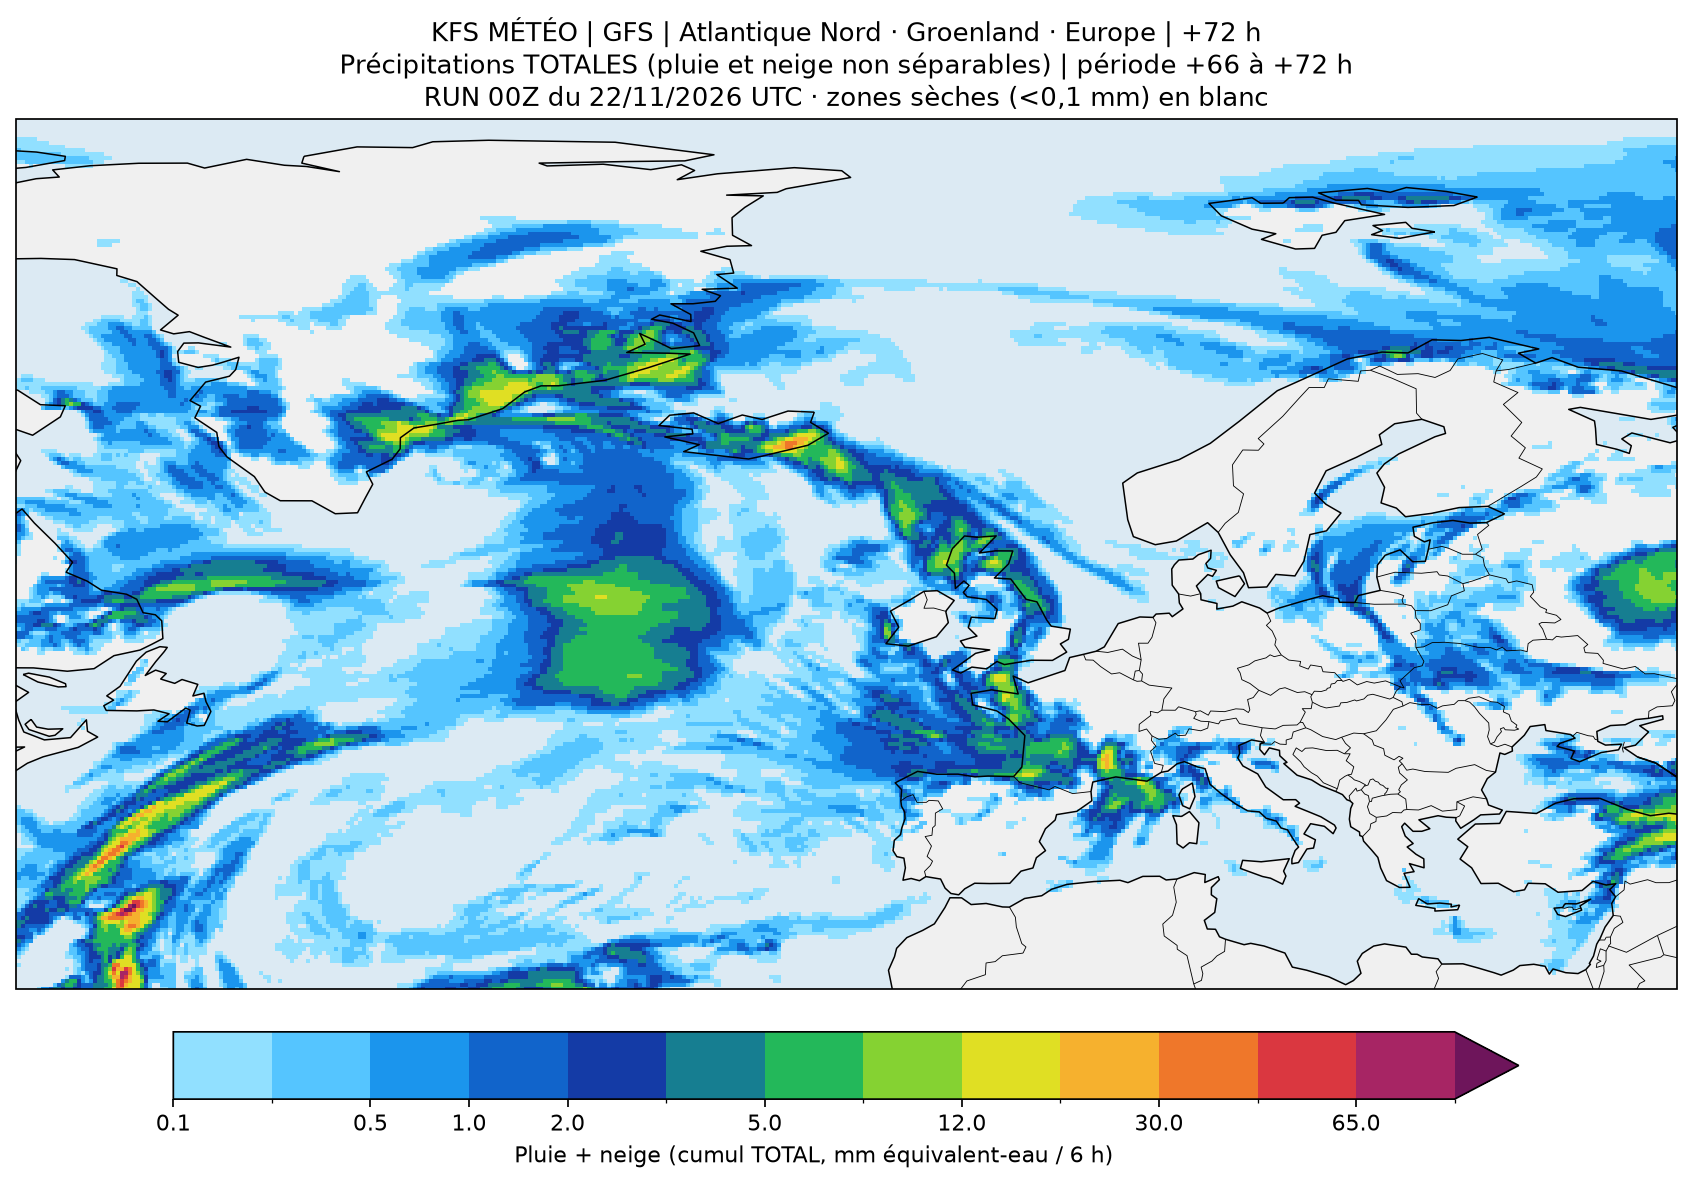 KFS MÉTÉO | GFS | Atlantique Nord · Groenland · Europe | +72 h
Précipitations TOTALES (pluie et neige non séparables) | période +66 à +72 h
RUN 00Z du 22/11/2026 UTC · zones sèches (<0,1 mm) en blanc
0.1 0.5 1.0 2.0 5.0 12.0 30.0 65.0
Pluie + neige (cumul TOTAL, mm équivalent-eau / 6 h)